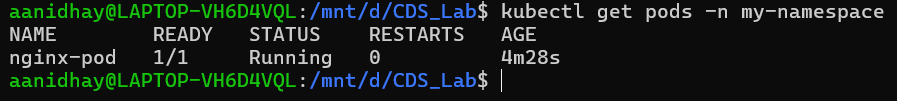 aanidhay@LAPTOP-VH6D4VQL:/mnt/d/CDS_Lab$ kubectl get pods -n my-namespace
NAME        READY   STATUS    RESTARTS   AGE
nginx-pod   1/1     Running   0          4m28s
aanidhay@LAPTOP-VH6D4VQL:/mnt/d/CDS_Lab$